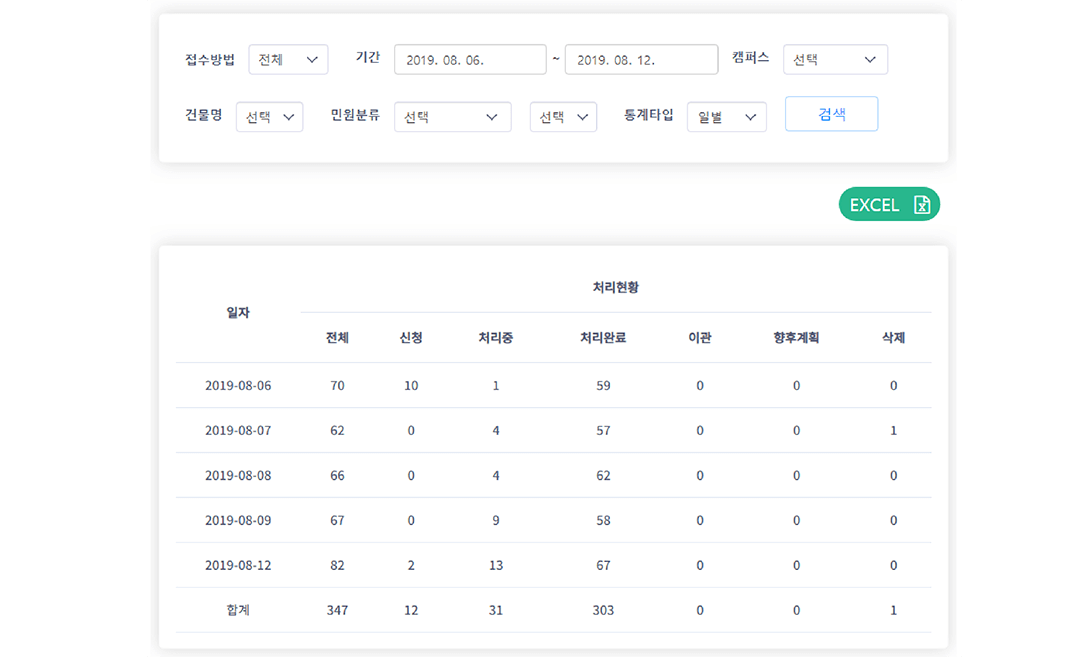 접수방법 전체 기간 2019. 08. 06. ~ 2019. 08. 12. 캠퍼스 선택
건물명 선택 민원분류 선택 선택 통계타입 일별 검색
EXCEL
처리현황
일자
전체 신청 처리중 처리완료 이관 향후계획 삭제
2019-08-06 70 10 1 59 0 0 0
2019-08-07 62 0 4 57 0 0 1
2019-08-08 66 0 4 62 0 0 0
2019-08-09 67 0 9 58 0 0 0
2019-08-12 82 2 13 67 0 0 0
합계 347 12 31 303 0 0 1